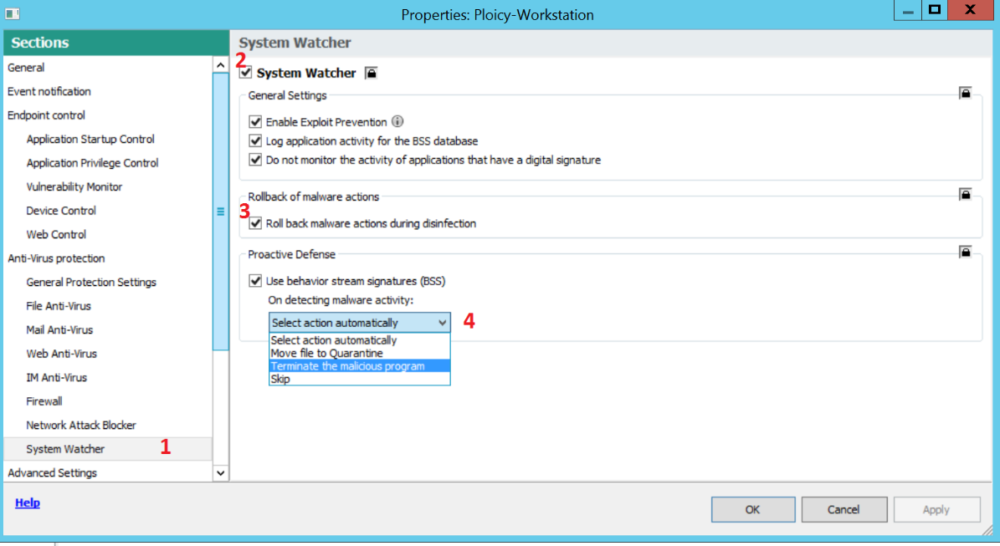 Properties: Ploicy-Workstation
Sections
General
Event notification
Endpoint control
Application Startup Control
Application Privilege Control
Vulnerability Monitor
Device Control
Web Control
Anti-Virus protection
General Protection Settings
File Anti-Virus
Mail Anti-Virus
Web Anti-Virus
IM Anti-Virus
Firewall
Network Attack Blocker
System Watcher 1
Advanced Settings
System Watcher
2
System Watcher
General Settings
Enable Exploit Prevention
Log application activity for the BSS database
Do not monitor the activity of applications that have a digital signature
Rollback of malware actions
3
Roll back malware actions during disinfection
Proactive Defense
Use behavior stream signatures (BSS)
On detecting malware activity:
Select action automatically 4
Select action automatically
Move file to Quarantine
Terminate the malicious program
Skip
Help
OK Cancel Apply